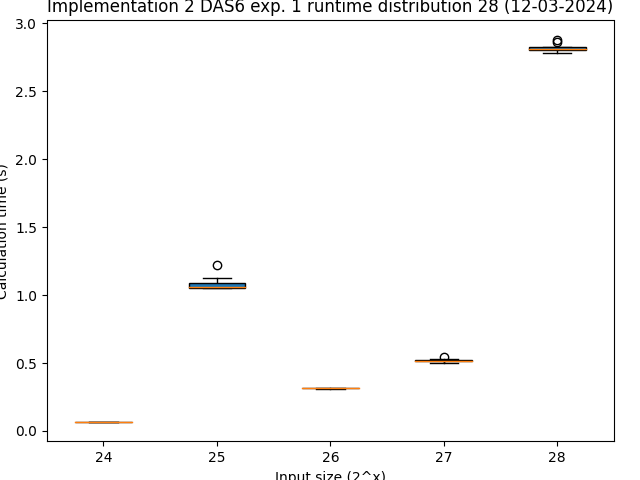 Implementation 2 DAS6 exp. 1 runtime distribution 28 (12-03-2024)
3.0
2.5
2.0
1.5
1.0
0.5
0.0
Calculation time (s)
24 25 26 27 28
Input size (2^x)